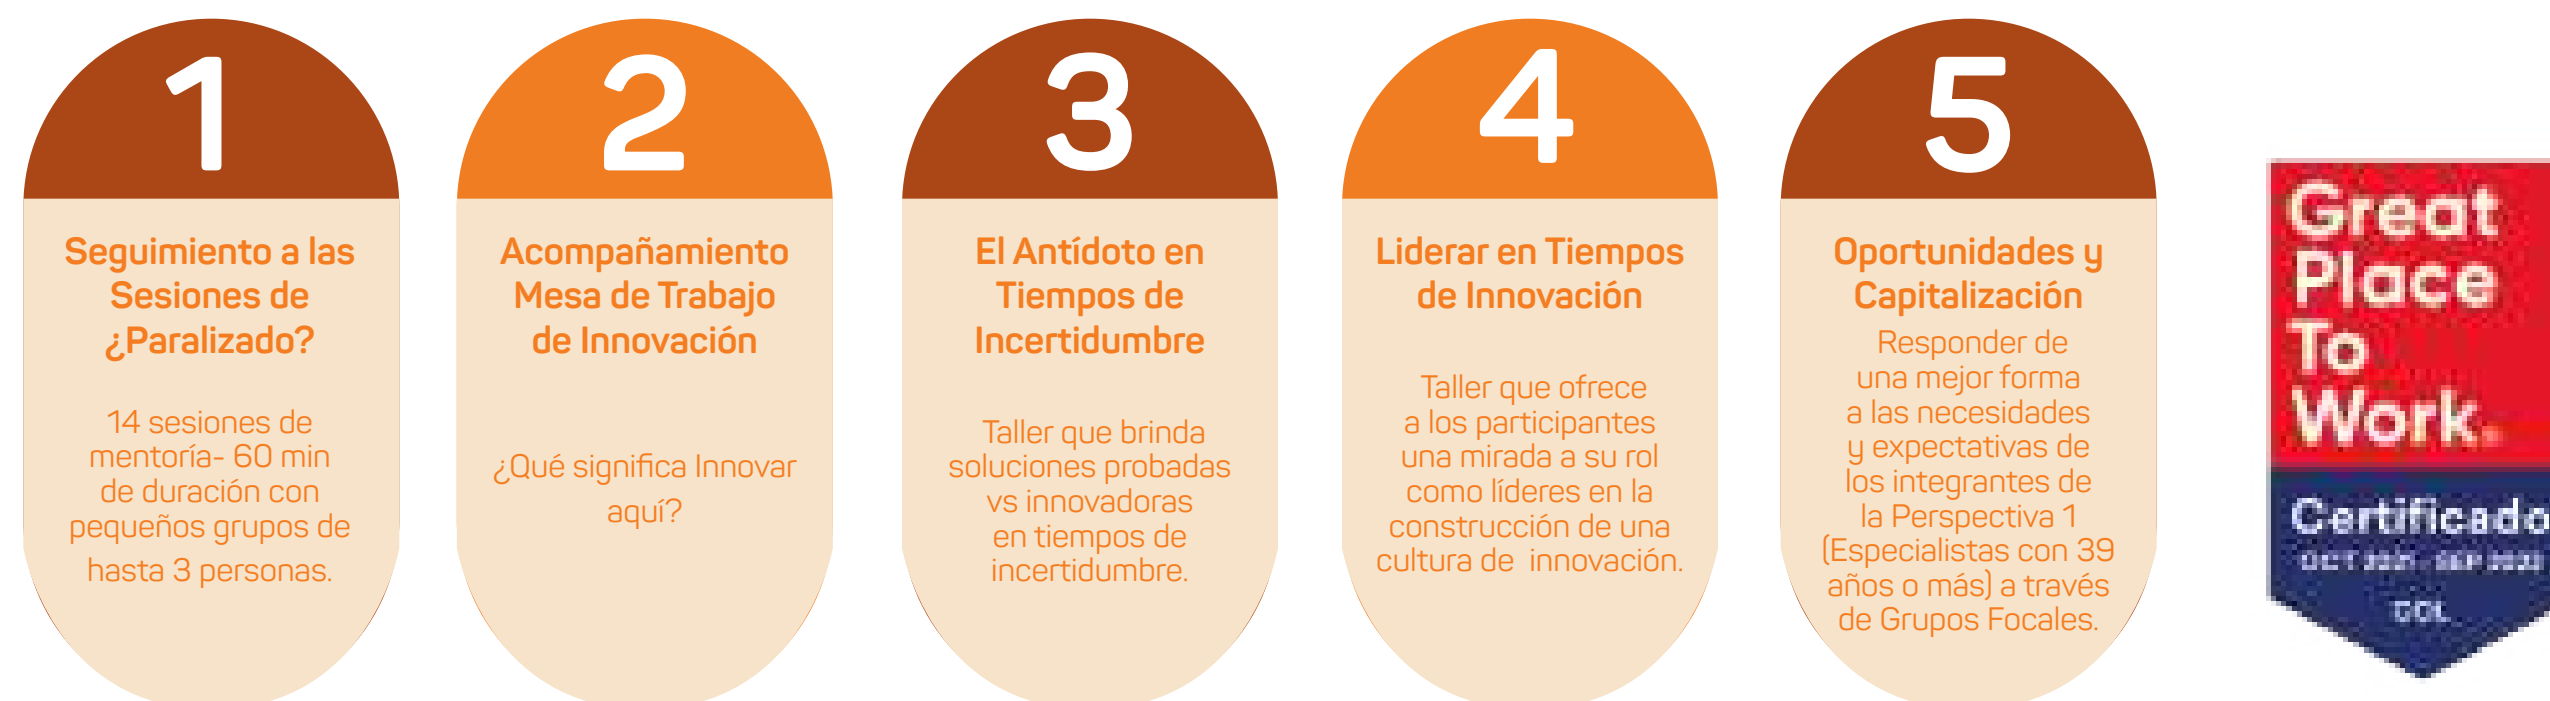 1
Seguimiento a las
Sesiones de
¿Paralizado?
14 sesiones de
mentoría- 60 min
de duración con
pequeños grupos de
hasta 3 personas.
2
Acompañamiento
Mesa de Trabajo
de Innovación
¿Qué significa Innovar
aquí?
3
El Antídoto en
Tiempos de
Incertidumbre
Taller que brinda
soluciones probadas
vs innovadoras
en tiempos de
incertidumbre.
4
Liderar en Tiempos
de Innovación
Taller que ofrece
a los participantes
una mirada a su rol
como líderes en la
construcción de una
cultura de innovación.
5
Oportunidades y
Capitalización
Responder de
una mejor forma
a las necesidades
y expectativas de
los integrantes de
la Perspectiva 1
(Especialistas con 39
años o más) a través
de Grupos Focales.
Great
Place
To
Work.
Certificado